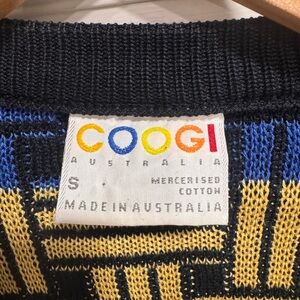 COOGI
AUSTRALIA
S MERCERISED
COTTON
MADE IN AUSTRALIA